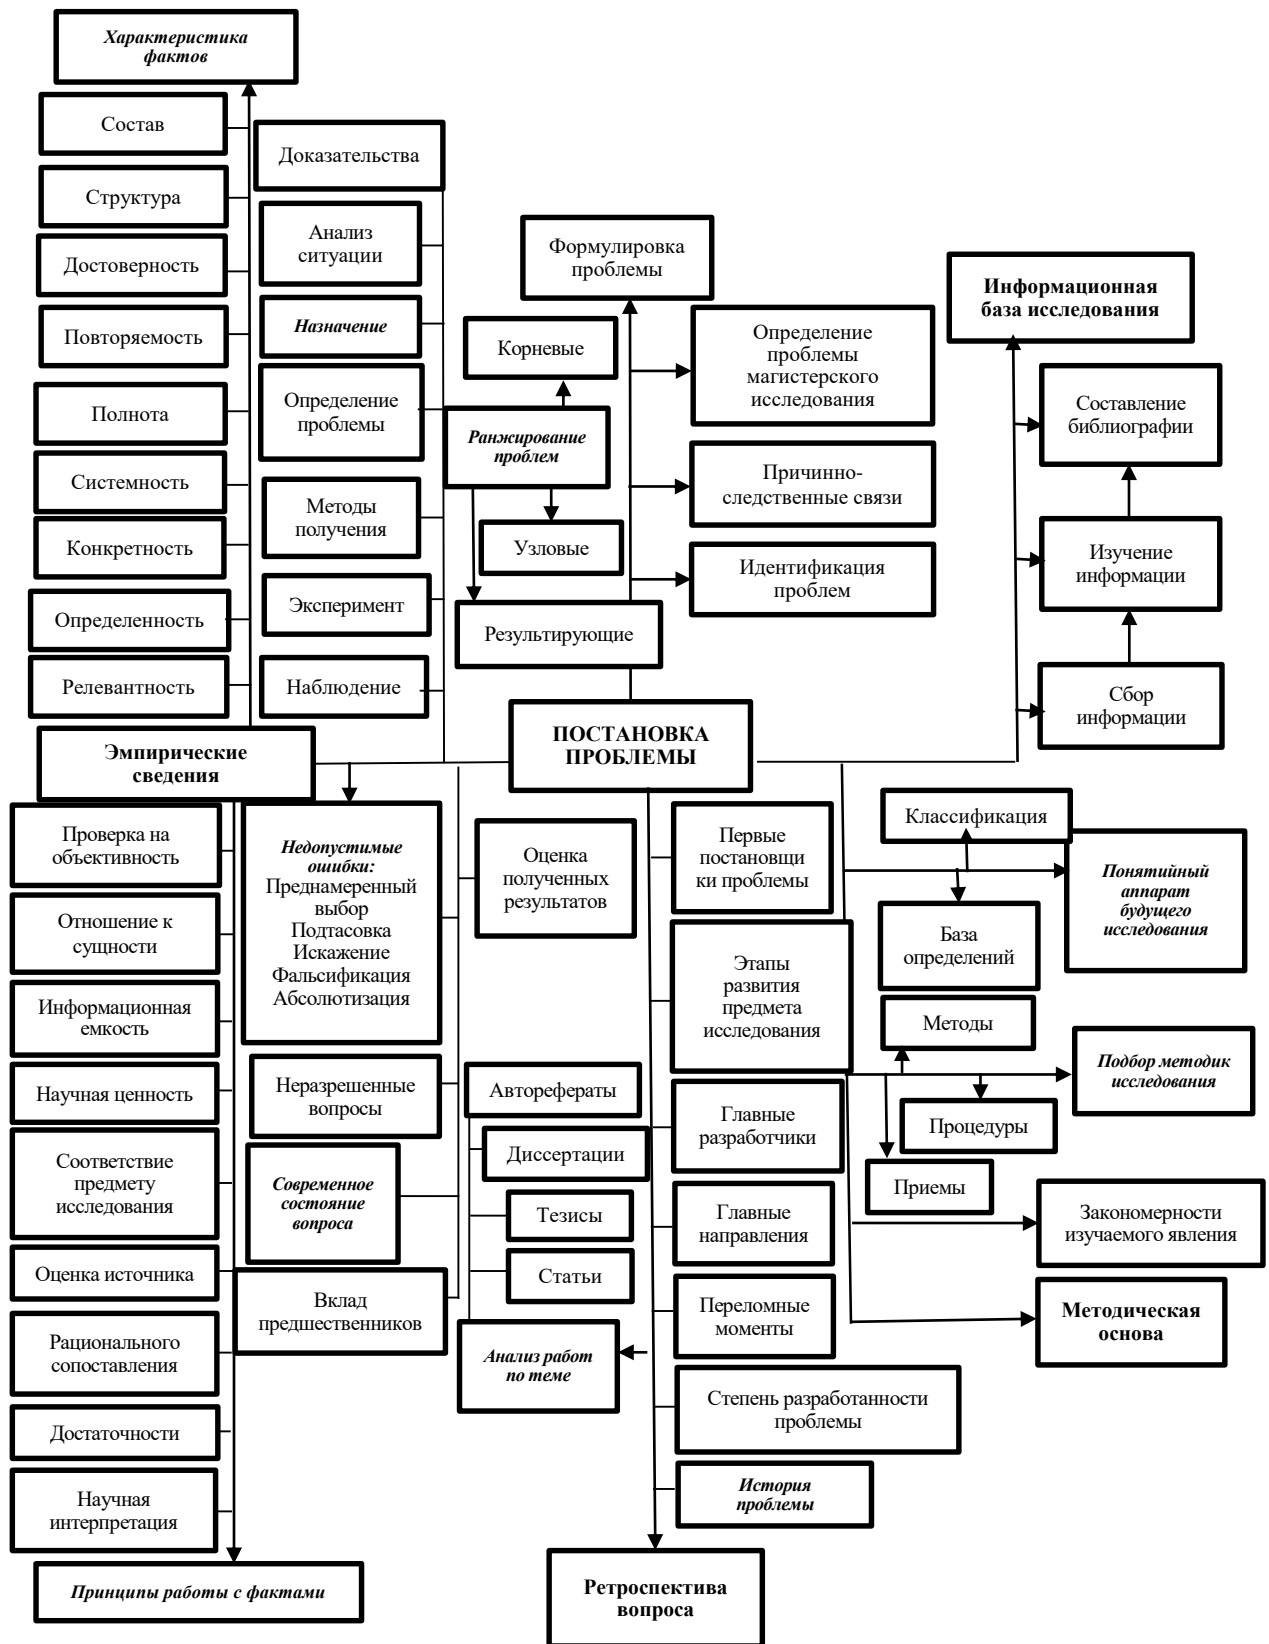 Характеристика
фактов
Состав
Структура
Достоверность
Повторяемость
Полнота
Системность
Конкретность
Определенность
Релевантность
Доказательства
Анализ
ситуации
Назначение
Определение
проблемы
Методы
получения
Эксперимент
Наблюдение
Корневые
Ранжирование
проблем
Узловые
Результирующие
Формулировка
проблемы
Определение
проблемы
магистерского
исследования
Причинно-
следственные связи
Идентификация
проблем
Информационная
база исследования
Составление
библиографии
Изучение
информации
Сбор
информации
Эмпирические
сведения
ПОСТАНОВКА
ПРОБЛЕМЫ
Проверка на
объективность
Отношение к
сущности
Информационная
емкость
Научная ценность
Соответствие
предмету
исследования
Оценка источника
Рационального
сопоставления
Достаточности
Научная
интерпретация
Принципы работы с фактами
Недопустимые
ошибки:
Преднамеренный
выбор
Подтасовка
Искажение
Фальсификация
Абсолютизация
Неразрешенные
вопросы
Современное
состояние
вопроса
Вклад
предшественников
Оценка
полученных
результатов
Авторефераты
Диссертации
Тезисы
Статьи
Анализ работ
по теме
Первые
постановщи
ки проблемы
Этапы
развития
предмета
исследования
Главные
разработчики
Главные
направления
Переломные
моменты
Степень разработанности
проблемы
История
проблемы
Ретроспектива
вопроса
Классификация
Понятийный
аппарат
будущего
исследования
База
определений
Методы
Подбор методик
исследования
Процедуры
Приемы
Закономерности
изучаемого явления
Методическая
основа